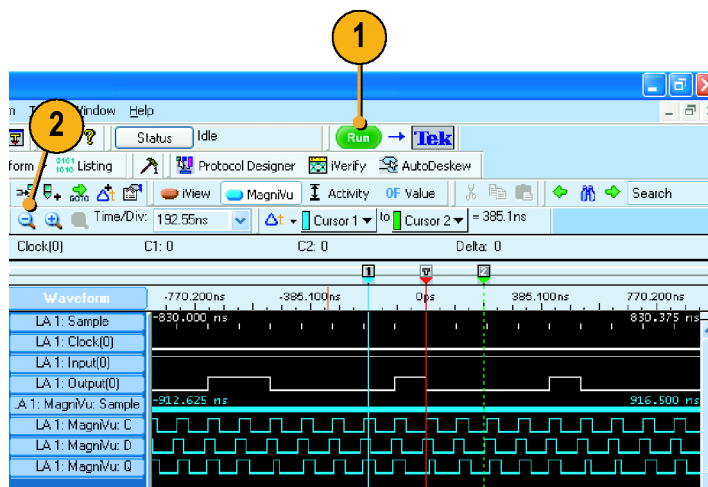 1
2
Window Help
? Status Idle Run → Tek
form Listing Protocol Designer iVerify AutoDeskew
iView MagniVu Activity Value Search
Time/Div: 192.55ns Δt Cursor 1 to Cursor 2 = 385.1ns
Clock(0) C1: 0 C2: 0 Delta: 0
1 T 2
Waveform -770.200ns -385.100ns 0ps 385.100ns 770.200ns
LA 1: Sample -830.000 ns 830.375 ns
LA 1: Clock(0)
LA 1: Input(0)
LA 1: Output(0)
LA 1: MagniVu: Sample -912.625 ns 916.500 ns
LA 1: MagniVu: C
LA 1: MagniVu: D
LA 1: MagniVu: Q